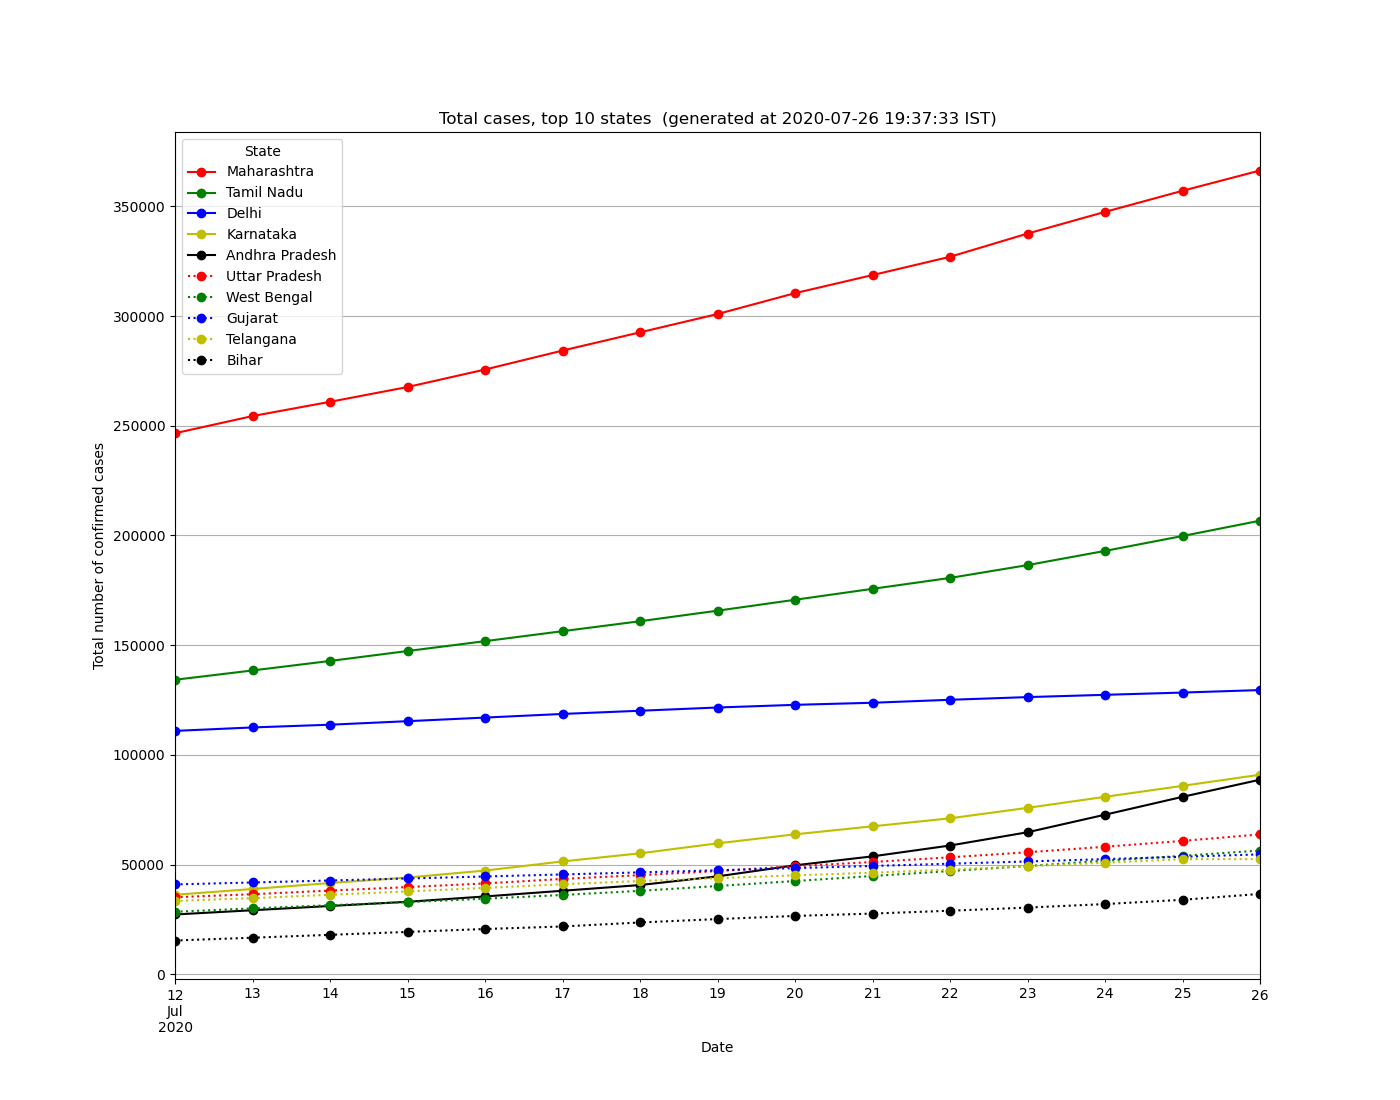 Total cases, top 10 states  (generated at 2020-07-26 19:37:33 IST)
State
Maharashtra
Tamil Nadu
Delhi
Karnataka
Andhra Pradesh
Uttar Pradesh
West Bengal
Gujarat
Telangana
Bihar
350000
300000
250000
200000
150000
100000
50000
0
Total number of confirmed cases
12 13 14 15 16 17 18 19 20 21 22 23 24 25 26
Jul
2020
Date